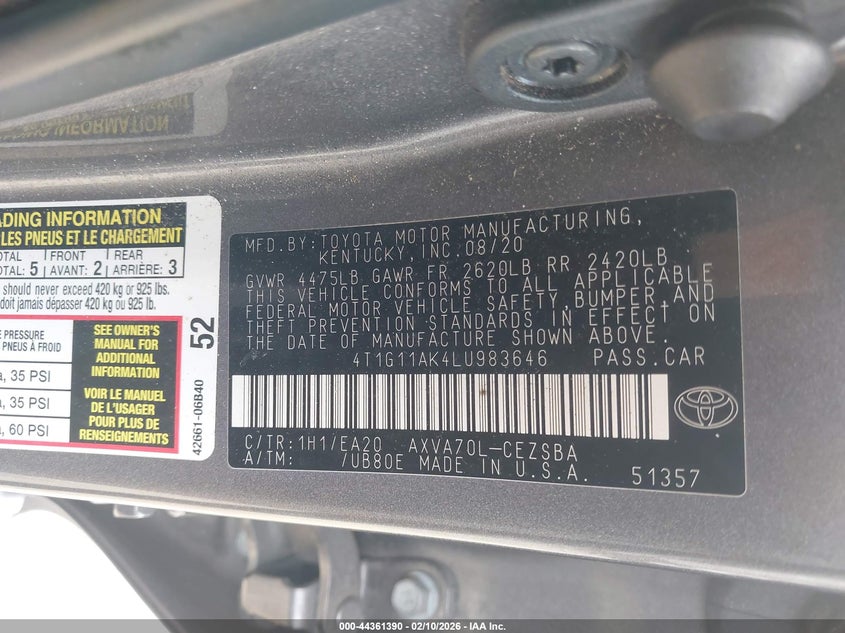 ADING INFORMATION
LES PNEUS ET LE CHARGEMENT
OTAL 5 FRONT 2 REAR 3
OTAL: AVANT: ARRIÈRE:
s should never exceed 420 kg or 925 lbs.
doit jamais dépasser 420 kg ou 925 lb.
PRESSURE
PNEUS À FROID
, 35 PSI
, 35 PSI
, 60 PSI
SEE OWNER'S
MANUAL FOR
ADDITIONAL
INFORMATION
VOIR LE MANUEL
DE L'USAGER
POUR PLUS DE
RENSEIGNEMENTS
52
42661-06B40
MFD.BY:TOYOTA MOTOR MANUFACTURING,
KENTUCKY,INC.08/20
GVWR 4475LB GAWR FR 2620LB RR 2420LB
THIS VEHICLE CONFORMS TO ALL APPLICABLE
FEDERAL MOTOR VEHICLE SAFETY,BUMPER,AND
THEFT PREVENTION STANDARDS IN EFFECT ON
THE DATE OF MANUFACTURE SHOWN ABOVE.
4T1G11AK4LU983646 PASS.CAR
C/TR:1H1/EA20 AXVA70L-CEZSBA
A/TM: /UB80E MADE IN U.S.A. 51357
000-44361390 - 02/10/2026 - IAA Inc.